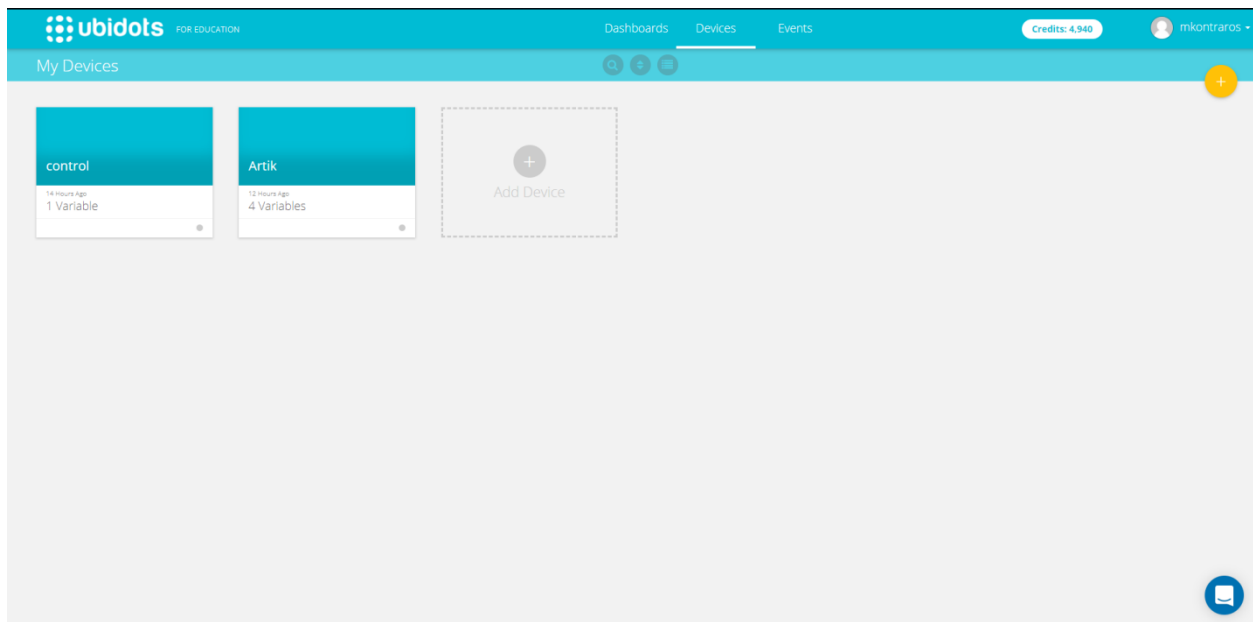 ubidots FOR EDUCATION Dashboards Devices Events Credits: 4,940 mkontraros
My Devices
control
14 Hours Ago
1 Variable
Artik
12 Hours Ago
4 Variables
Add Device